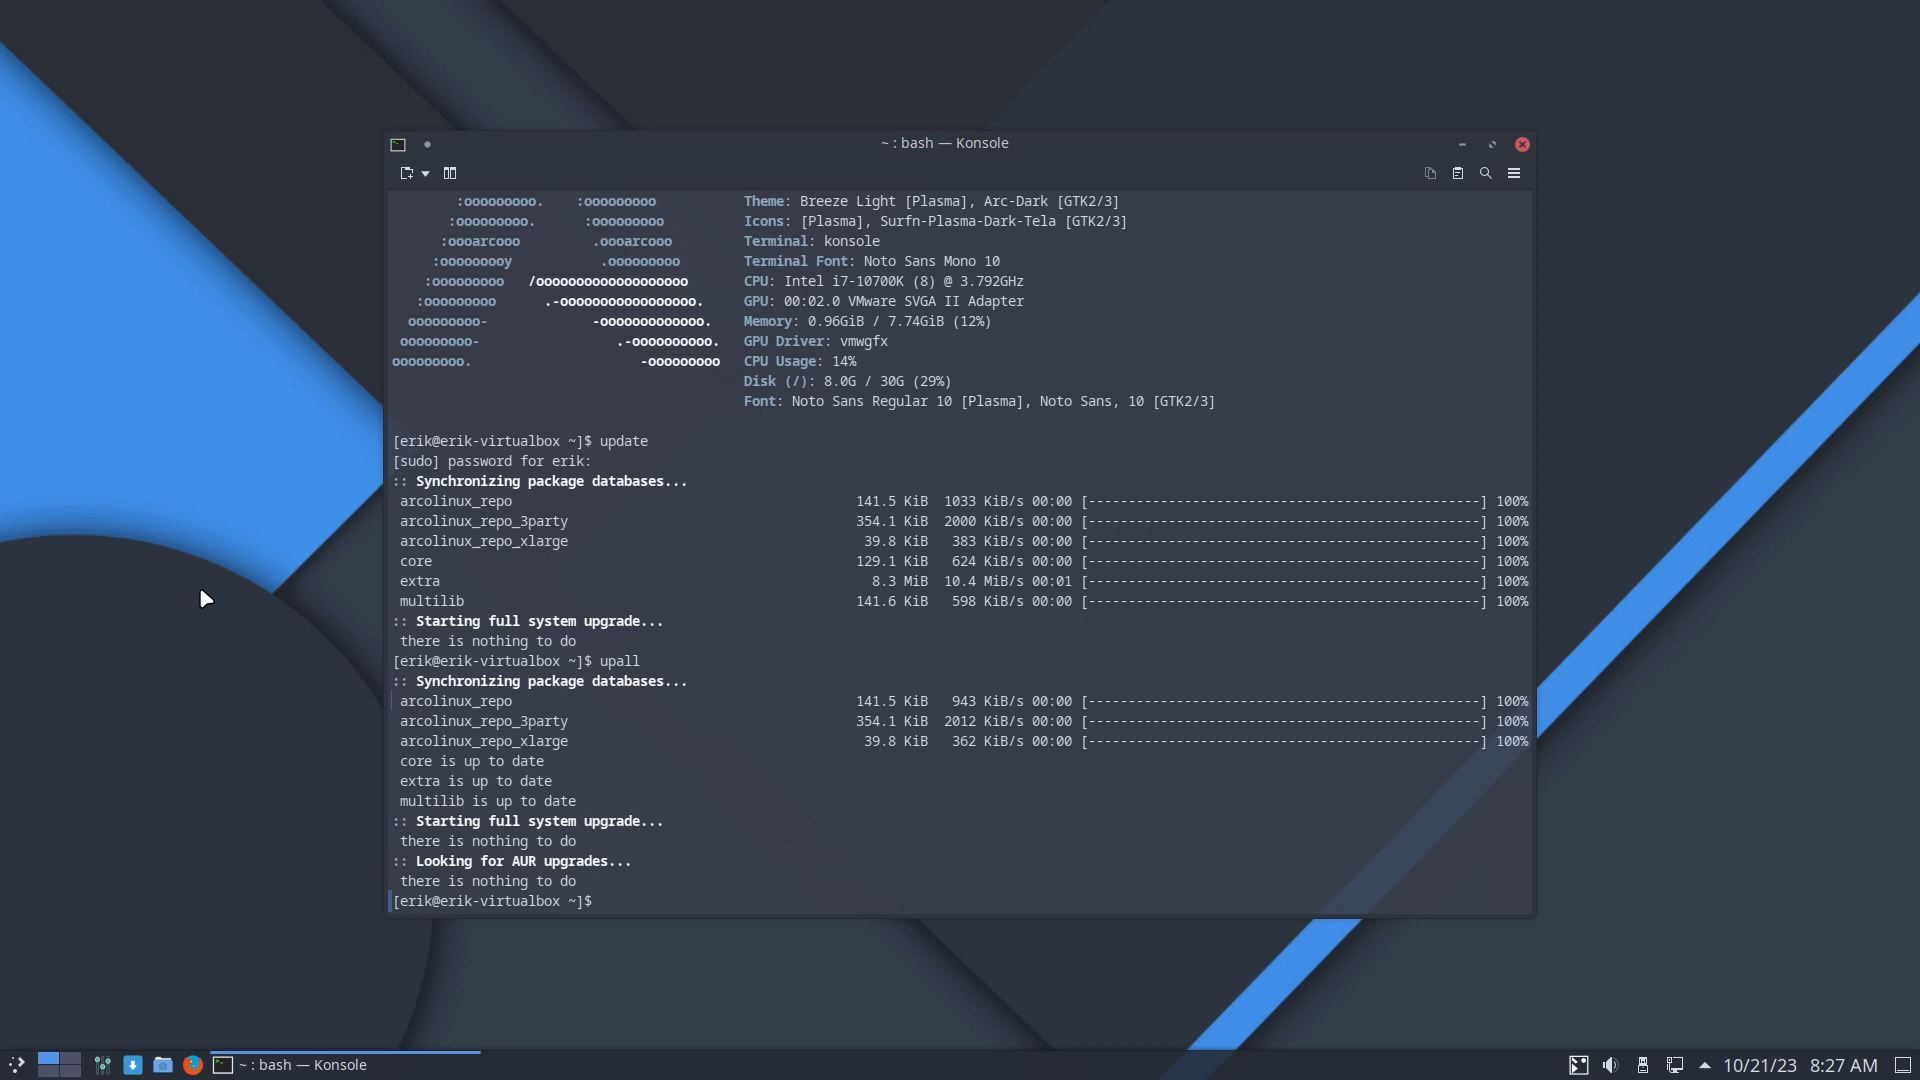 ~ : bash — Konsole
:ooooooooo.    :ooooooooo   Theme: Breeze Light [Plasma], Arc-Dark [GTK2/3]
:ooooooooo.      :ooooooooo   Icons: [Plasma], Surfn-Plasma-Dark-Tela [GTK2/3]
:oooarcooo         .oooarcooo   Terminal: konsole
:ooooooooy           .ooooooooo   Terminal Font: Noto Sans Mono 10
:ooooooooo   /ooooooooooooooooooo   CPU: Intel i7-10700K (8) @ 3.792GHz
:ooooooooo      .-ooooooooooooooooo.   GPU: 00:02.0 VMware SVGA II Adapter
ooooooooo-             -ooooooooooooo.   Memory: 0.96GiB / 7.74GiB (12%)
ooooooooo-                 .-oooooooooo.   GPU Driver: vmwgfx
ooooooooo.                     -ooooooooo   CPU Usage: 14%
Disk (/): 8.0G / 30G (29%)
Font: Noto Sans Regular 10 [Plasma], Noto Sans, 10 [GTK2/3]
[erik@erik-virtualbox ~]$ update
[sudo] password for erik:
:: Synchronizing package databases...
arcolinux_repo 141.5 KiB 1033 KiB/s 00:00 [-------------------------------------------------] 100%
arcolinux_repo_3party 354.1 KiB 2000 KiB/s 00:00 [-------------------------------------------------] 100%
arcolinux_repo_xlarge 39.8 KiB 383 KiB/s 00:00 [-------------------------------------------------] 100%
core 129.1 KiB 624 KiB/s 00:00 [-------------------------------------------------] 100%
extra 8.3 MiB 10.4 MiB/s 00:01 [-------------------------------------------------] 100%
multilib 141.6 KiB 598 KiB/s 00:00 [-------------------------------------------------] 100%
:: Starting full system upgrade...
there is nothing to do
[erik@erik-virtualbox ~]$ upall
:: Synchronizing package databases...
arcolinux_repo 141.5 KiB 943 KiB/s 00:00 [-------------------------------------------------] 100%
arcolinux_repo_3party 354.1 KiB 2012 KiB/s 00:00 [-------------------------------------------------] 100%
arcolinux_repo_xlarge 39.8 KiB 362 KiB/s 00:00 [-------------------------------------------------] 100%
core is up to date
extra is up to date
multilib is up to date
:: Starting full system upgrade...
there is nothing to do
:: Looking for AUR upgrades...
there is nothing to do
[erik@erik-virtualbox ~]$
~ : bash — Konsole
10/21/23 8:27 AM